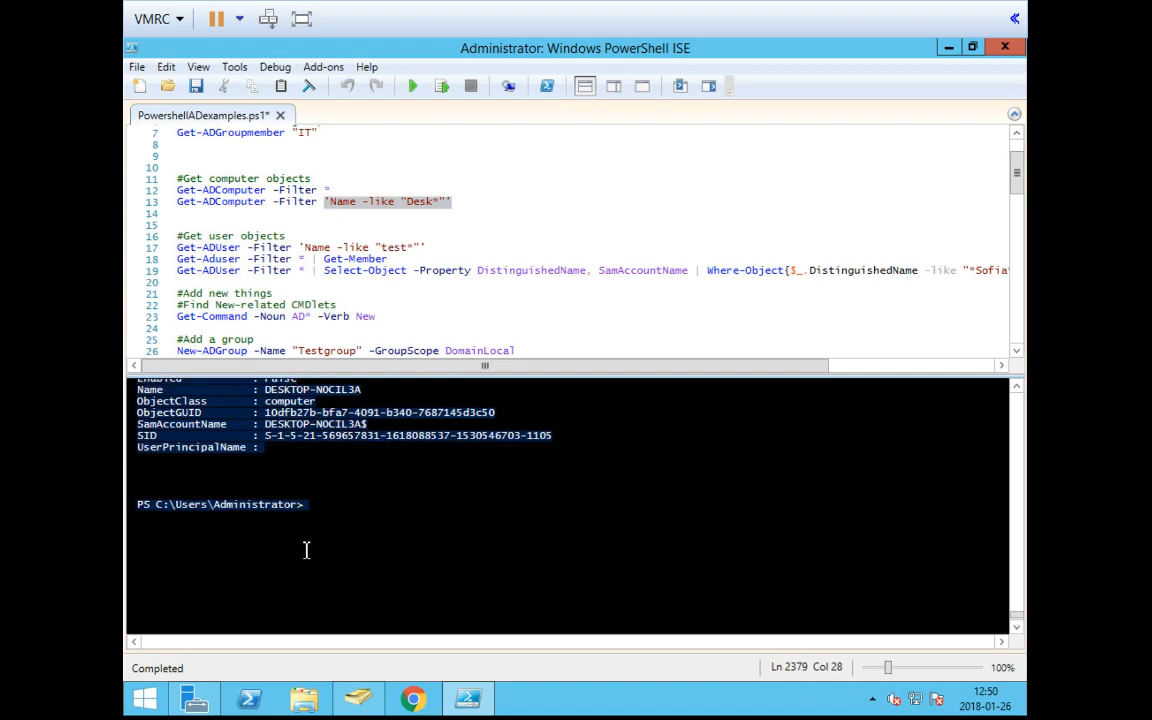 VMRC
Administrator: Windows PowerShell ISE
File Edit View Tools Debug Add-ons Help
PowershellADexamples.ps1*
7 Get-ADGroupmember "IT"
8
9
10
11 #Get computer objects
12 Get-ADComputer -Filter *
13 Get-ADComputer -Filter 'Name -like "Desk*"'
14
15
16 #Get user objects
17 Get-ADUser -Filter 'Name -like "test*"'
18 Get-Aduser -Filter * | Get-Member
19 Get-ADUser -Filter * | Select-Object -Property DistinguishedName, SamAccountName | Where-Object{$_.DistinguishedName -like "*Sofia*
20
21 #Add new things
22 #Find New-related CMDlets
23 Get-Command -Noun AD* -Verb New
24
25 #Add a group
26 New-ADGroup -Name "Testgroup" -GroupScope DomainLocal
Enabled : False
Name : DESKTOP-NOCIL3A
ObjectClass : computer
ObjectGUID : 10dfb27b-bfa7-4091-b340-7687145d3c50
SamAccountName : DESKTOP-NOCIL3A$
SID : S-1-5-21-569657831-1618088537-1530546703-1105
UserPrincipalName :
PS C:\Users\Administrator>
Completed
Ln 2379 Col 28
100%
12:50
2018-01-26